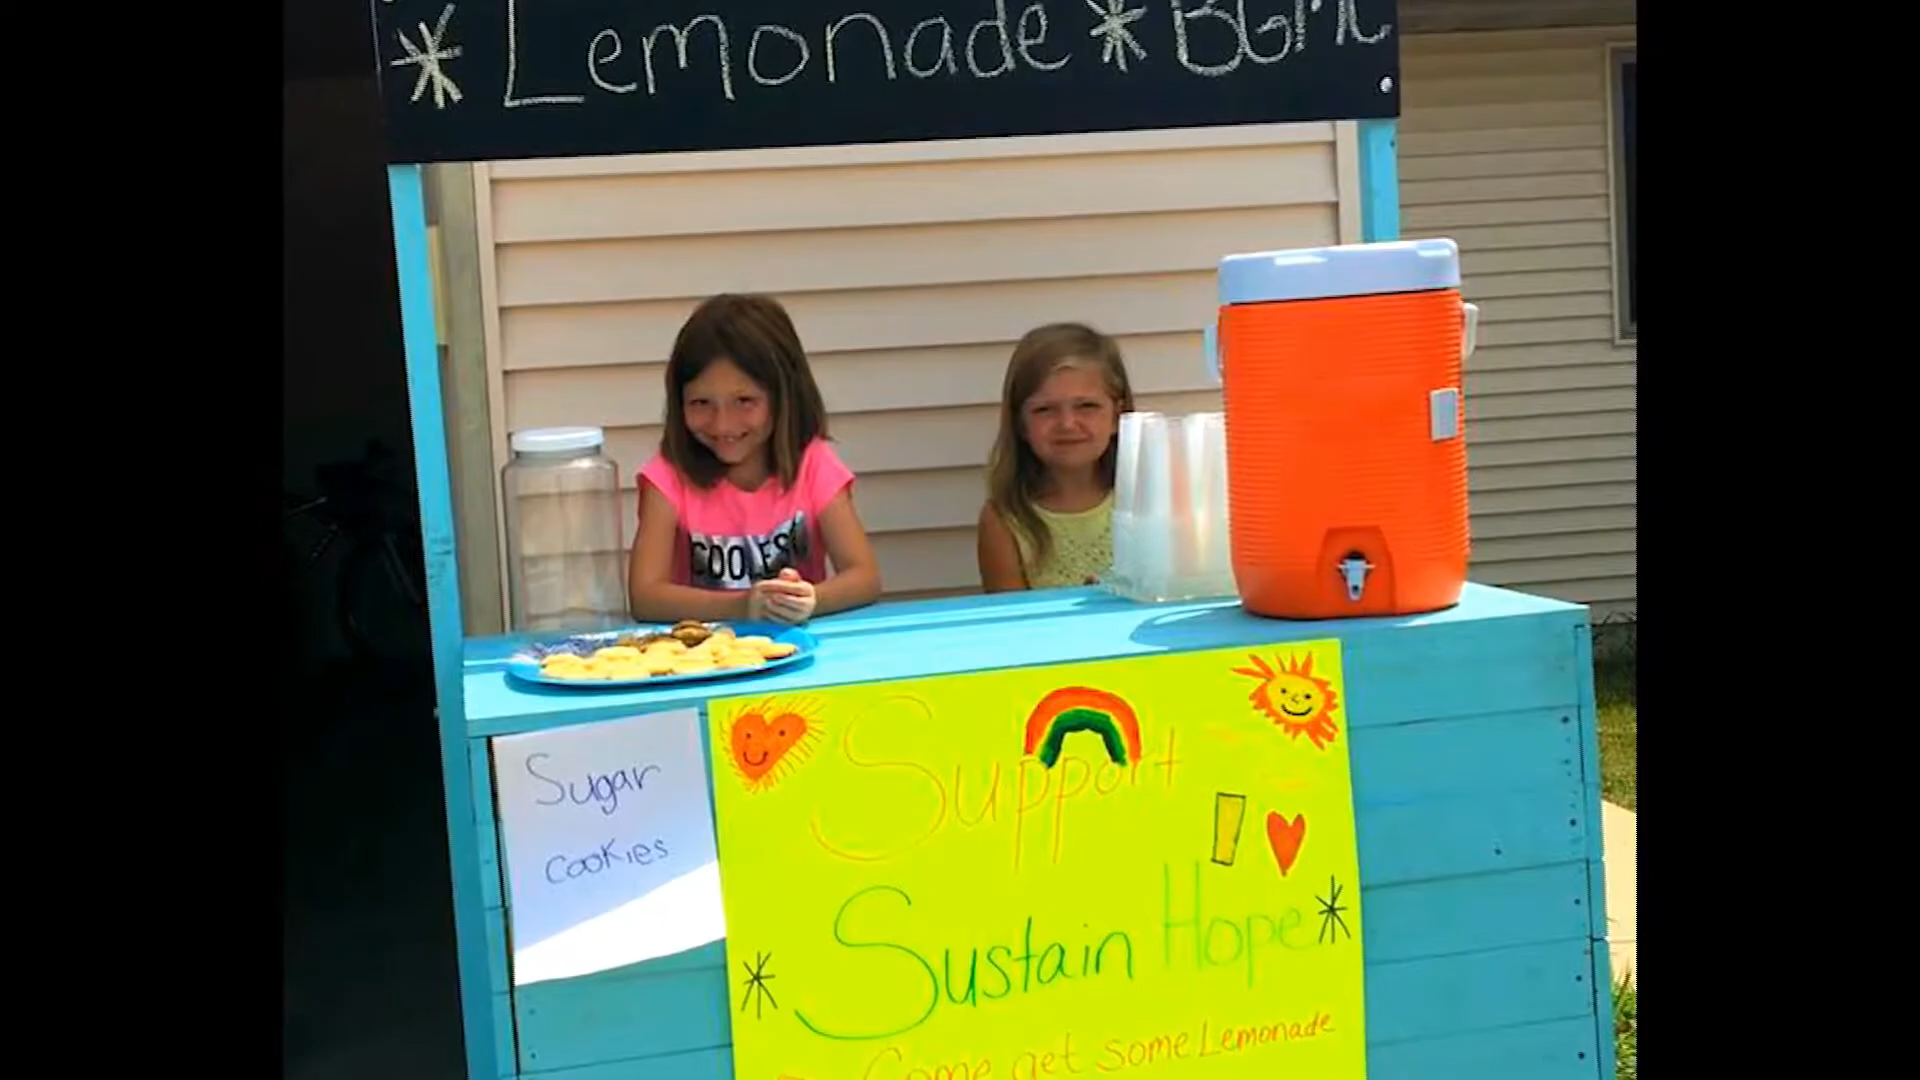 * Lemonade * BGMC
COOLEST
Sugar
cookies
Support
Sustain Hope
Come get some Lemonade